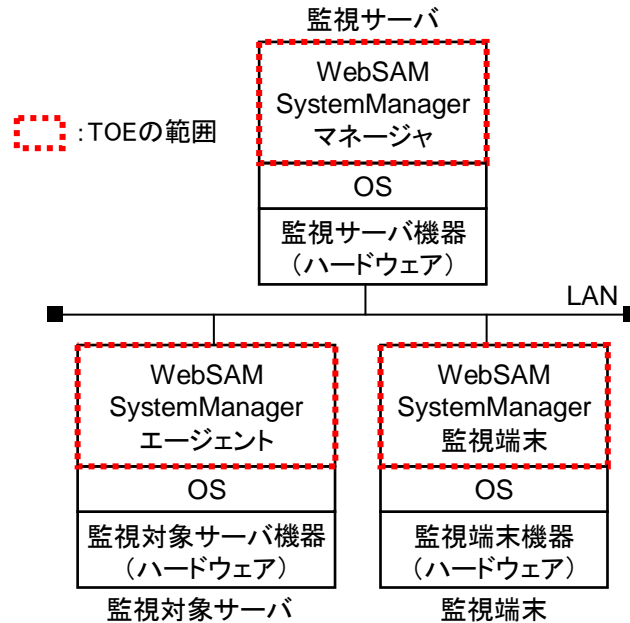 監視サーバ
WebSAM
SystemManager
マネージャ
:TOEの範囲
OS
監視サーバ機器
（ハードウェア）
LAN
WebSAM
SystemManager
エージェント
OS
監視対象サーバ機器
（ハードウェア）
監視対象サーバ
WebSAM
SystemManager
監視端末
OS
監視端末機器
（ハードウェア）
監視端末